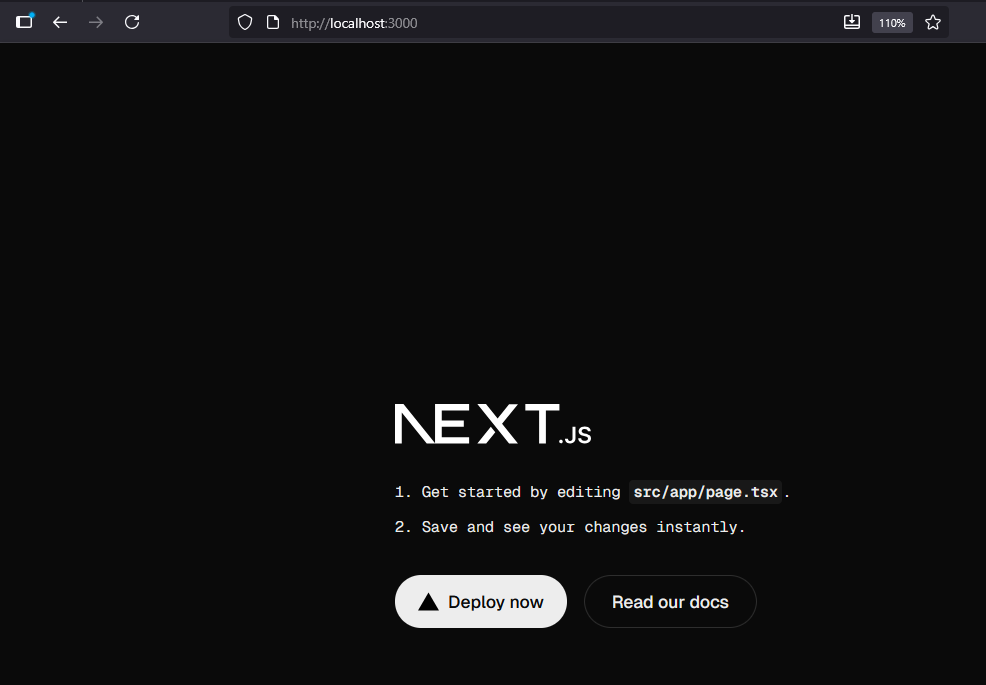 http://localhost:3000
110%
NEXT.JS
1. Get started by editing src/app/page.tsx.
2. Save and see your changes instantly.
Deploy now
Read our docs